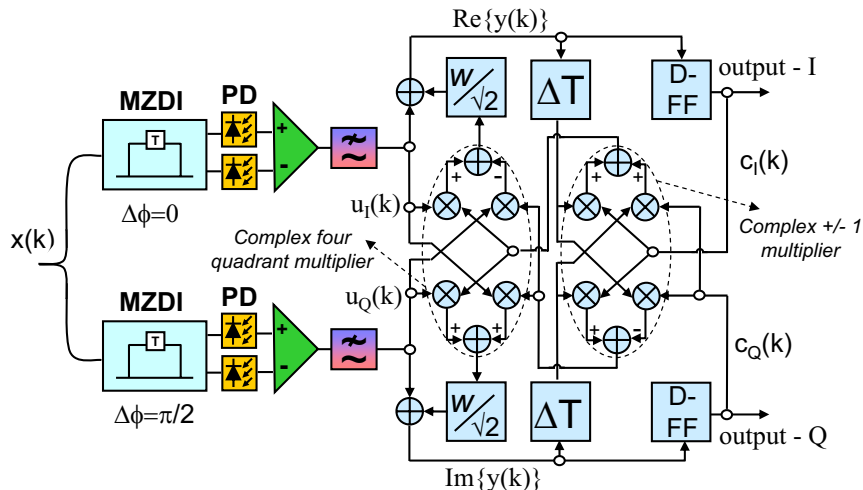 Re{y(k)}
output - I
D-
FF
W/√2
ΔT
MZDI
PD
T
+
-
Δϕ=0
+
-
+
+
c_I(k)
u_I(k)
x(k)
Complex four
quadrant multiplier
Complex +/- 1
multiplier
u_Q(k)
MZDI
PD
T
+
-
Δϕ=π/2
+
+
+
-
c_Q(k)
W/√2
ΔT
D-
FF
output - Q
Im{y(k)}